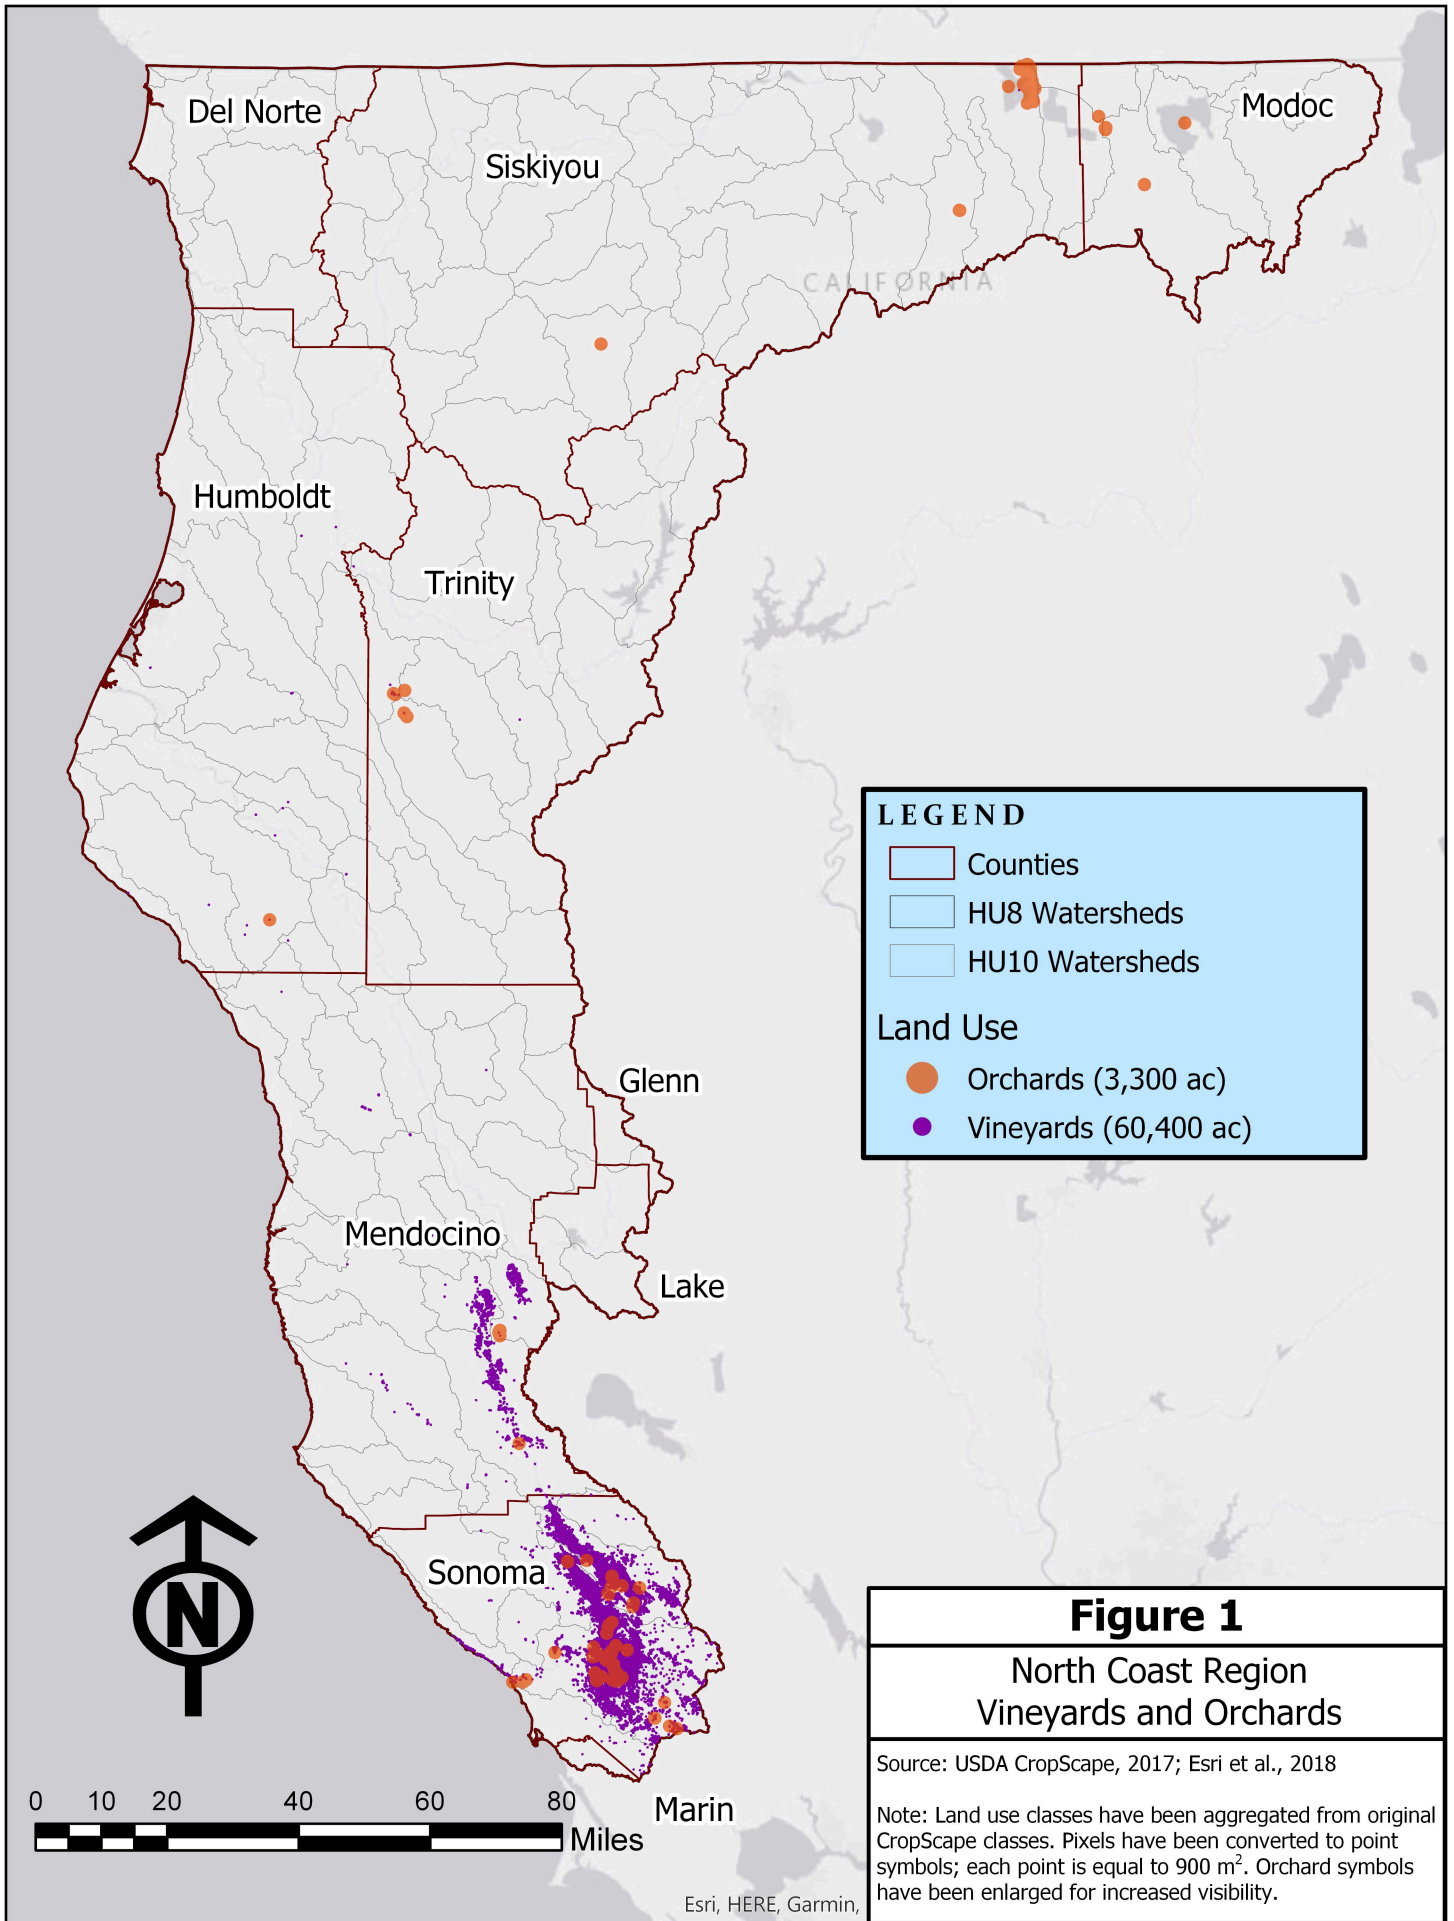 Del Norte
Modoc
Siskiyou
CALIFORNIA
Humboldt
Trinity
LEGEND
Counties
HU8 Watersheds
HU10 Watersheds
Land Use
Orchards (3,300 ac)
Vineyards (60,400 ac)
Glenn
Mendocino
Lake
Sonoma
N
Marin
0 10 20 40 60 80
Miles
Figure 1
North Coast Region
Vineyards and Orchards
Source: USDA CropScape, 2017; Esri et al., 2018
Note: Land use classes have been aggregated from original
CropScape classes. Pixels have been converted to point
symbols; each point is equal to 900 m². Orchard symbols
have been enlarged for increased visibility.
Esri, HERE, Garmin,